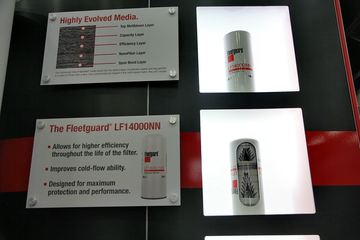 Highly Evolved Media.
Top Meltdown Layer
Capacity Layer
Efficiency Layer
NanoFiber Layer
Spun Bond Layer
Fleetguard
The Fleetguard® LF14000NN
• Allows for higher efficiency
throughout the life of the filter.
• Improves cold-flow ability.
• Designed for maximum
protection and performance.